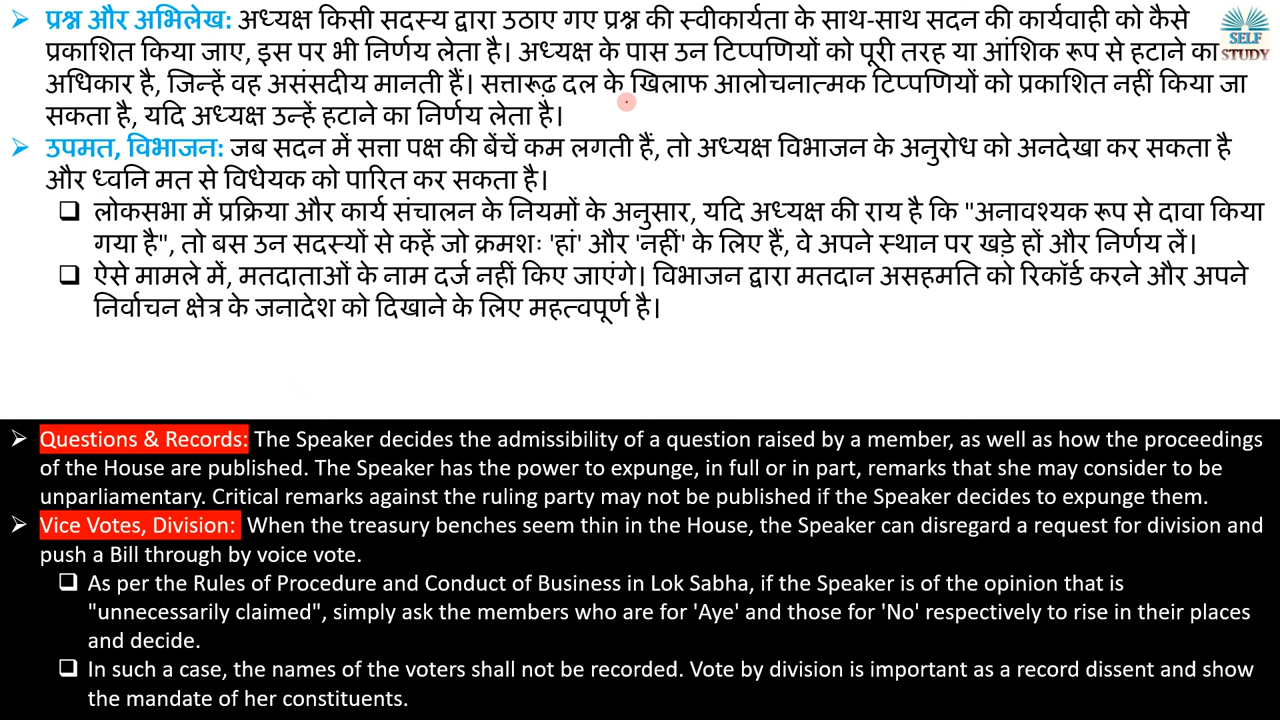 ➢ प्रश्न और अभिलेख: अध्यक्ष किसी सदस्य द्वारा उठाए गए प्रश्न की स्वीकार्यता के साथ-साथ सदन की कार्यवाही को कैसे
प्रकाशित किया जाए, इस पर भी निर्णय लेता है। अध्यक्ष के पास उन टिप्पणियों को पूरी तरह या आंशिक रूप से हटाने का
अधिकार है, जिन्हें वह असंसदीय मानती हैं। सत्तारूढ़ दल के खिलाफ आलोचनात्मक टिप्पणियों को प्रकाशित नहीं किया जा
सकता है, यदि अध्यक्ष उन्हें हटाने का निर्णय लेता है।
SELF
STUDY
➢ उपमत, विभाजन: जब सदन में सत्ता पक्ष की बेंचें कम लगती हैं, तो अध्यक्ष विभाजन के अनुरोध को अनदेखा कर सकता है
और ध्वनि मत से विधेयक को पारित कर सकता है।
❑ लोकसभा में प्रक्रिया और कार्य संचालन के नियमों के अनुसार, यदि अध्यक्ष की राय है कि "अनावश्यक रूप से दावा किया
गया है", तो बस उन सदस्यों से कहें जो क्रमशः 'हां' और 'नहीं' के लिए हैं, वे अपने स्थान पर खड़े हों और निर्णय लें।
❑ ऐसे मामले में, मतदाताओं के नाम दर्ज नहीं किए जाएंगे। विभाजन द्वारा मतदान असहमति को रिकॉर्ड करने और अपने
निर्वाचन क्षेत्र के जनादेश को दिखाने के लिए महत्वपूर्ण है।
➢ Questions & Records: The Speaker decides the admissibility of a question raised by a member, as well as how the proceedings
of the House are published. The Speaker has the power to expunge, in full or in part, remarks that she may consider to be
unparliamentary. Critical remarks against the ruling party may not be published if the Speaker decides to expunge them.
➢ Vice Votes, Division: When the treasury benches seem thin in the House, the Speaker can disregard a request for division and
push a Bill through by voice vote.
❑ As per the Rules of Procedure and Conduct of Business in Lok Sabha, if the Speaker is of the opinion that is
"unnecessarily claimed", simply ask the members who are for 'Aye' and those for 'No' respectively to rise in their places
and decide.
❑ In such a case, the names of the voters shall not be recorded. Vote by division is important as a record dissent and show
the mandate of her constituents.